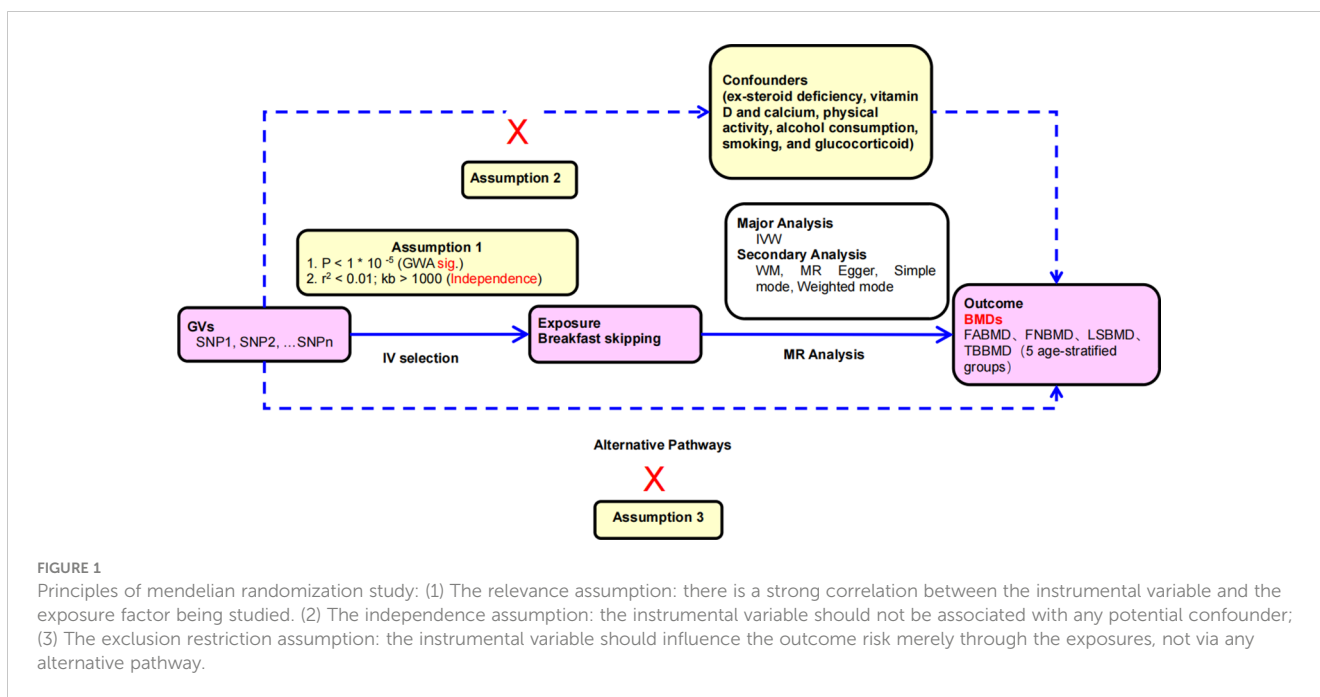 Confounders
(ex-steroid deficiency, vitamin
D and calcium, physical
activity, alcohol consumption,
smoking, and glucocorticoid)
X
Assumption 2
Major Analysis
IVW
Secondary Analysis
WM, MR Egger, Simple
mode, Weighted mode
Assumption 1
1. P < 1 * 10 -5 (GWA sig.)
2. r2 < 0.01; kb > 1000 (Independence)
GVs
SNP1, SNP2, ...SNPn
IV selection
Exposure
Breakfast skipping
MR Analysis
Outcome
BMDs
FABMD、FNBMD、LSBMD、
TBBMD（5 age-stratified
groups）
Alternative Pathways
X
Assumption 3
FIGURE 1
Principles of mendelian randomization study: (1) The relevance assumption: there is a strong correlation between the instrumental variable and the
exposure factor being studied. (2) The independence assumption: the instrumental variable should not be associated with any potential confounder;
(3) The exclusion restriction assumption: the instrumental variable should influence the outcome risk merely through the exposures, not via any
alternative pathway.